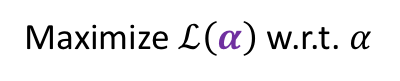 Maximize ℒ(𝜶) w.r.t. 𝛼